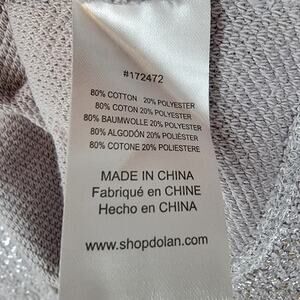 #172472
80% COTTON 20% POLYESTER
80% COTON 20% POLYESTER
80% BAUMWOLLE 20% POLYESTER
80% ALGODÓN 20% POLIÉSTER
80% COTONE 20% POLIESTERE
MADE IN CHINA
Fabriqué en CHINE
Hecho en CHINA
www.shopdolan.com